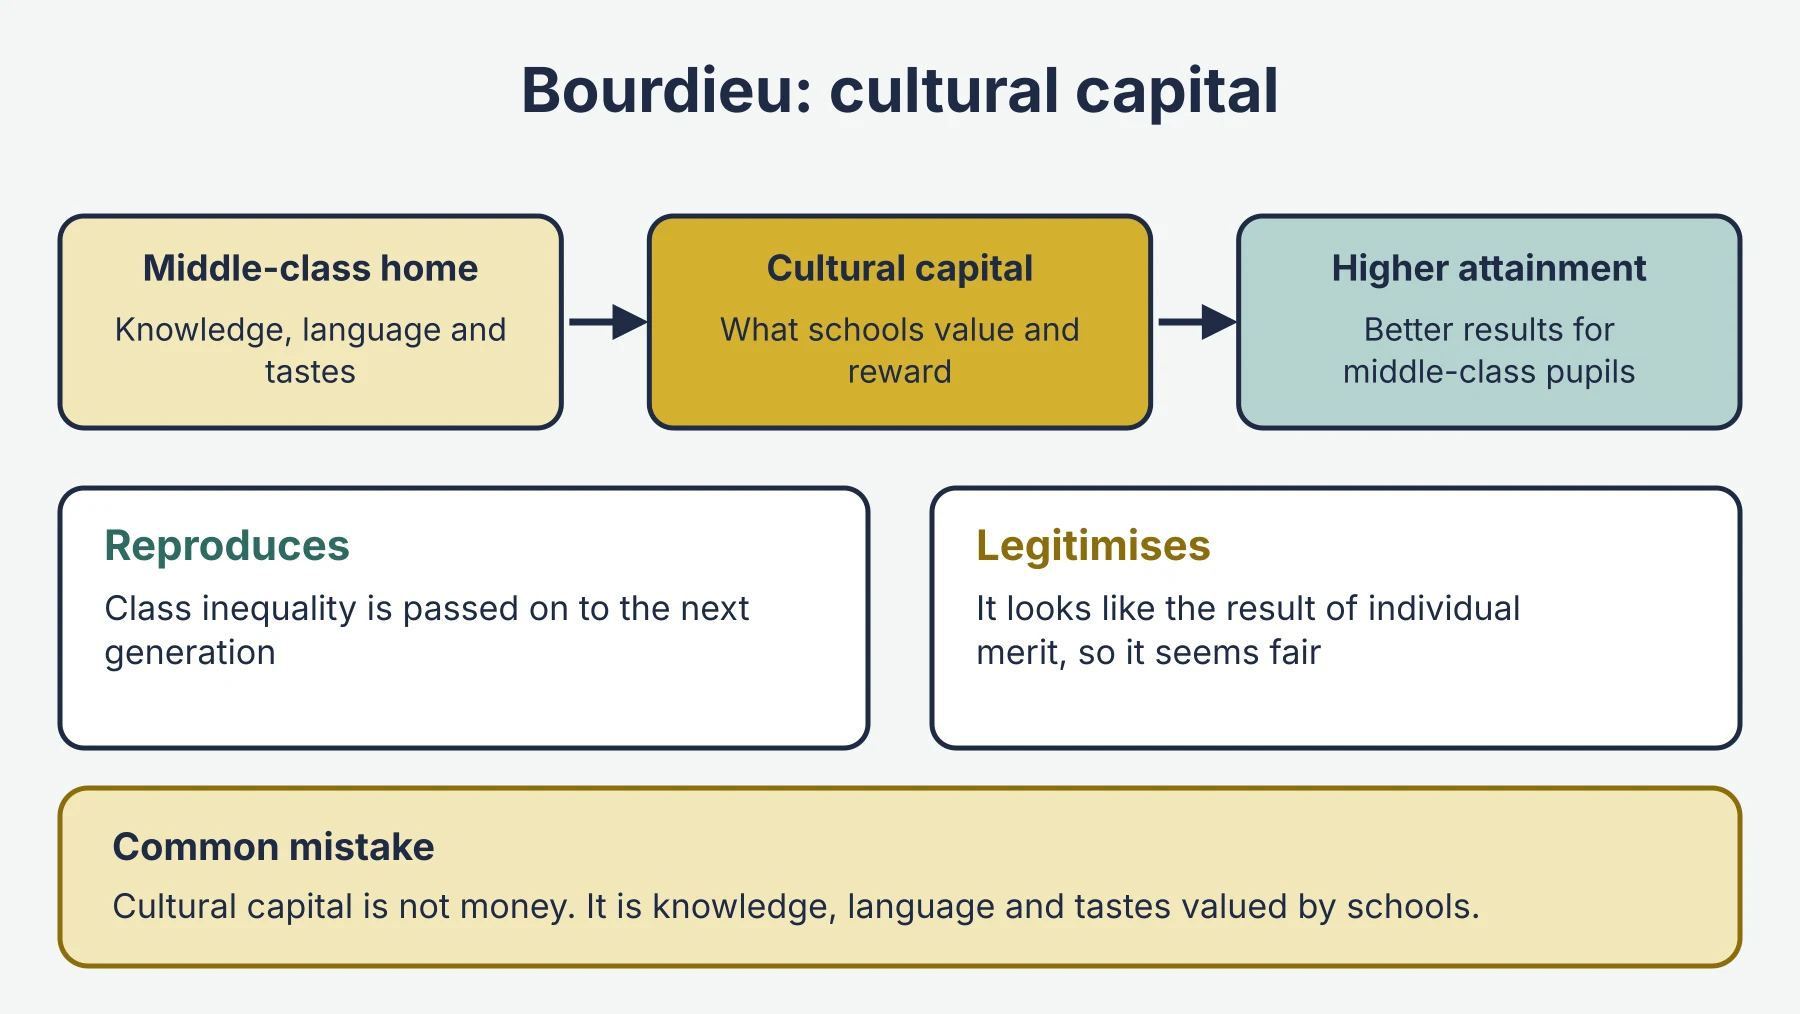 Bourdieu: cultural capital
Middle-class home
Knowledge, language and
tastes
Cultural capital
What schools value and
reward
Higher attainment
Better results for
middle-class pupils
Reproduces
Class inequality is passed on to the next
generation
Legitimises
It looks like the result of individual
merit, so it seems fair
Common mistake
Cultural capital is not money. It is knowledge, language and tastes valued by schools.